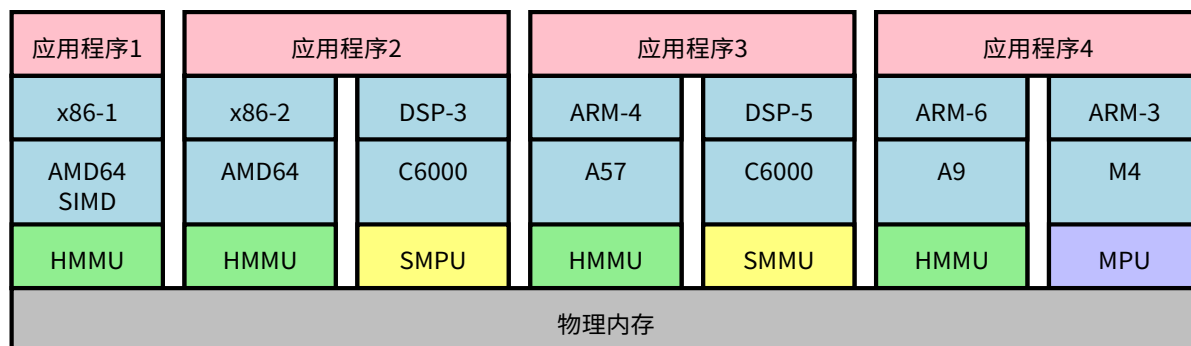 应用程序1 应用程序2 应用程序3 应用程序4
x86-1 x86-2 DSP-3 ARM-4 DSP-5 ARM-6 ARM-3
AMD64 AMD64 C6000 A57 C6000 A9 M4
SIMD
HMMU HMMU SMPU HMMU SMMU HMMU MPU
物理内存